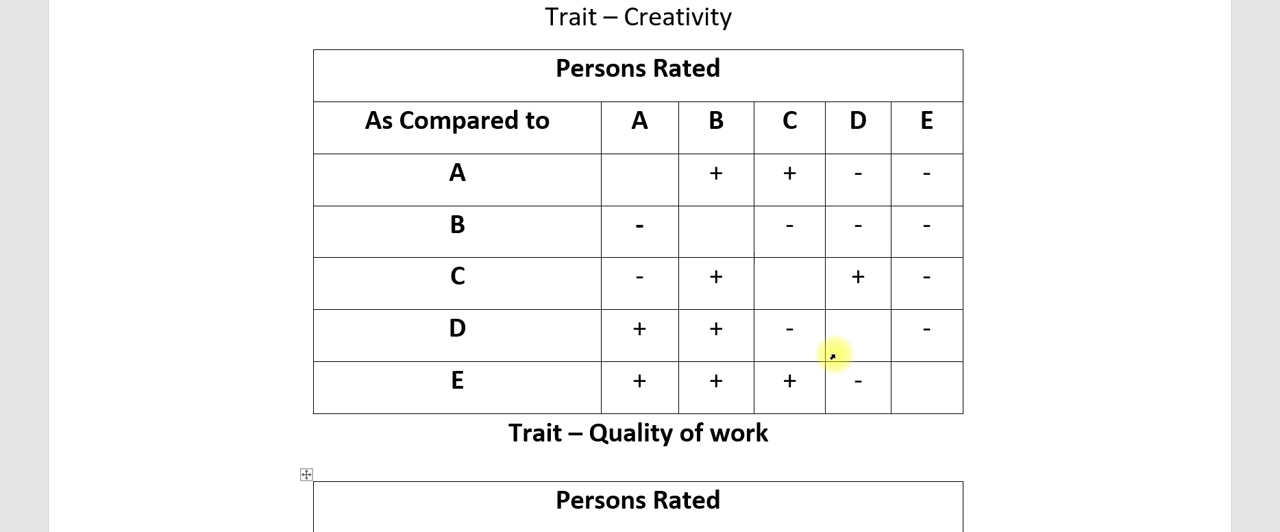 Trait – Creativity
Persons Rated
As Compared to A B C D E
A + + - -
B - - - -
C - + + -
D + + - -
E + + + -
Trait – Quality of work
Persons Rated